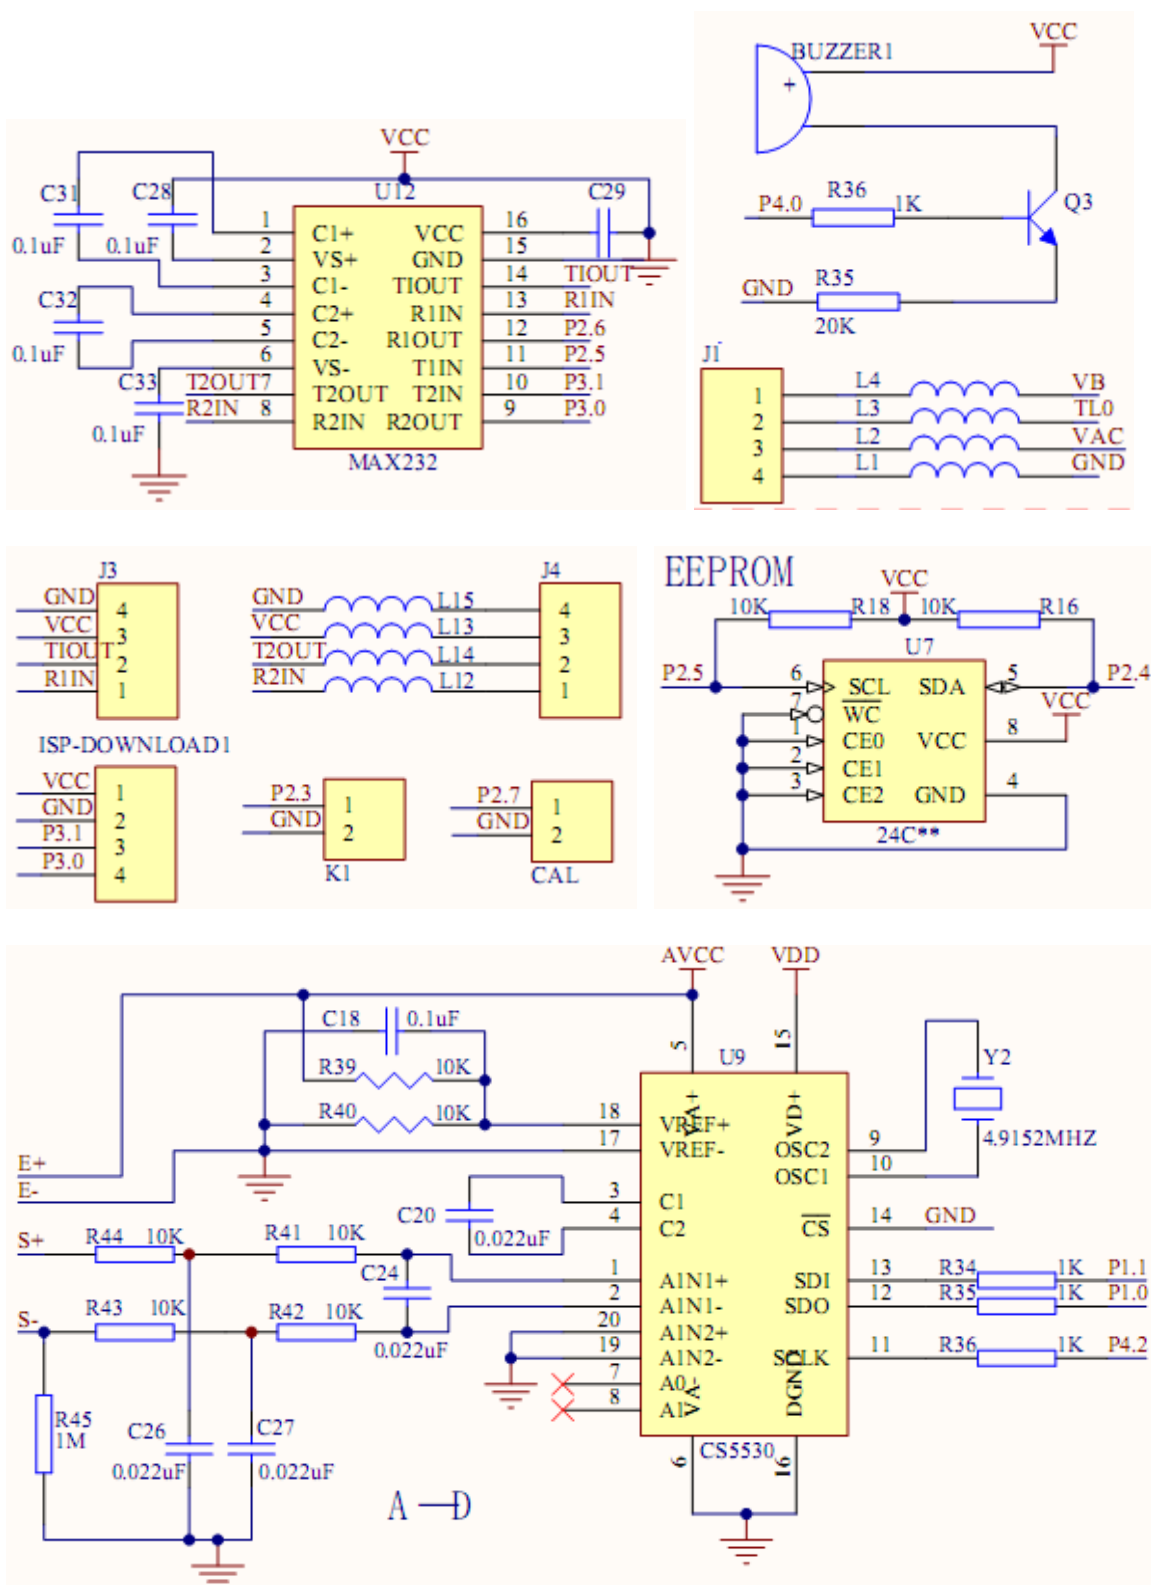 VCC
BUZZER1
+
P4.0
R36
1K
Q3
GND
R35
20K
VCC
U12
C31
0.1uF
C28
0.1uF
C29
C32
0.1uF
C33
0.1uF
1 C1+ VCC 16
2 VS+ GND 15
3 C1- TIOUT 14 TIOUT
4 C2+ R1IN 13 R1IN
5 C2- R1OUT 12 P2.6
6 VS- T1IN 11 P2.5
T2OUT 7 T2OUT T2IN 10 P3.1
R2IN 8 R2IN R2OUT 9 P3.0
MAX232
J1
1 L4 VB
2 L3 TL0
3 L2 VAC
4 L1 GND
J3
GND 4
VCC 3
TIOUT 2
R1IN 1
J4
GND L15 4
VCC L13 3
T2OUT L14 2
R2IN L12 1
ISP-DOWNLOAD1
VCC 1
GND 2
P3.1 3
P3.0 4
P2.3 1
GND 2
K1
P2.7 1
GND 2
CAL
EEPROM
VCC
10K R18 10K R16
U7
P2.5 6 SCL SDA 5 P2.4
7 WC
VCC
1 CE0 VCC 8
2 CE1
3 CE2 GND 4
24C**
AVCC VDD
C18 0.1uF
R39 10K
R40 10K
5 15
U9
Y2
4.9152MHZ
VA+ VD+
18 VREF+
17 VREF-
OSC2 9
OSC1 10
E+
E-
3 C1
4 C2
C20
0.022uF
CS 14 GND
S+ R44 10K R41 10K
C24
0.022uF
S- R43 10K R42 10K
1 A1N1+ SDI 13 R34 1K P1.1
2 A1N1- SDO 12 R35 1K P1.0
20 A1N2+
19 A1N2- SCLK 11 R36 1K P4.2
7 A0
8 A1
VA- DGND
R45
1M
C26
0.022uF
C27
0.022uF
6 CS5530 16
A—D